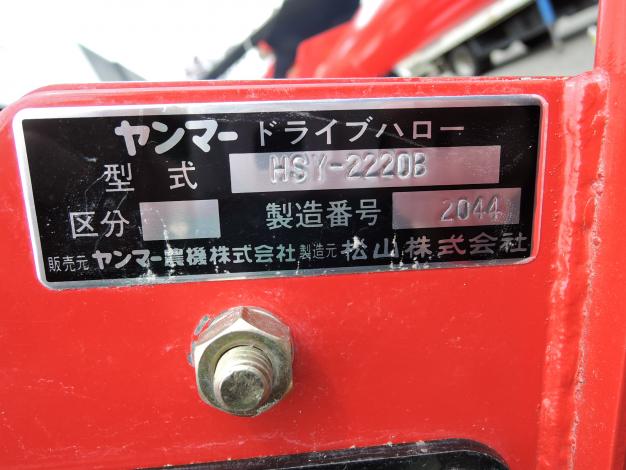 ヤンマー ドライブハロー
型式 HSY-2220B
区分 製造番号 2044
販売元 ヤンマー農機株式会社 製造元 松山株式会社